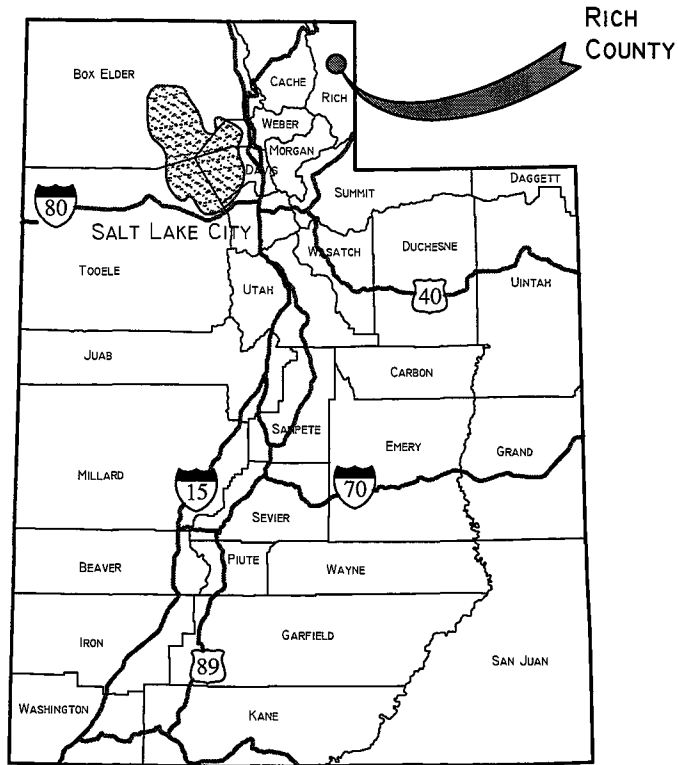 RICH
COUNTY
BOX ELDER
CACHE
RICH
WEBER
MORGAN
DAVIS
DAGGETT
SUMMIT
80
SALT LAKE CITY
WASATCH
DUCHESNE
TOOELE
UTAH
40
UINTAH
JUAB
CARBON
SANPETE
EMERY
GRAND
MILLARD
15
70
SEVIER
BEAVER
PIUTE
WAYNE
IRON
GARFIELD
89
SAN JUAN
WASHINGTON
KANE